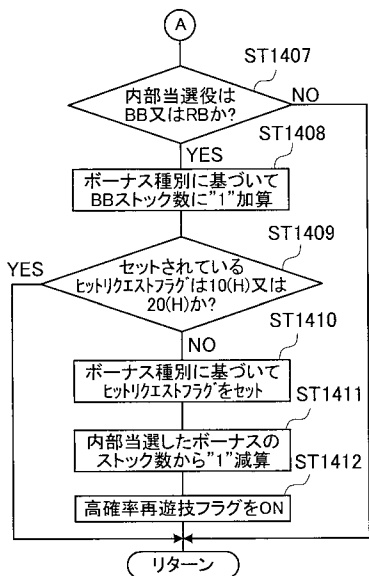 A
ST1407
内部当選役は
BB又はRBか?
NO
YES
ST1408
ボーナス種別に基づいて
BBストック数に"1"加算
ST1409
YES
セットされている
ﾋｯﾄﾘｸｴｽﾄﾌﾗｸﾞは10(H)又は
20(H)か?
NO
ST1410
ボーナス種別に基づいて
ﾋｯﾄﾘｸｴｽﾄﾌﾗｸﾞをセット
ST1411
内部当選したボーナスの
ストック数から"1"減算
ST1412
高確率再遊技フラグをON
リターン